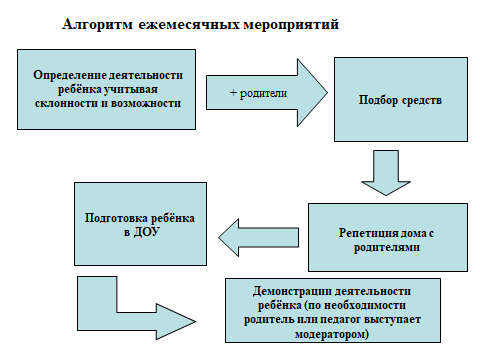 Алгоритм ежемесячных мероприятий
Определение деятельности
ребёнка учитывая
склонности и возможности
+ родители
Подбор средств
Репетиция дома с
родителями
Подготовка ребёнка
в ДОУ
Демонстрации деятельности
ребёнка (по необходимости
родитель или педагог выступает
модератором)